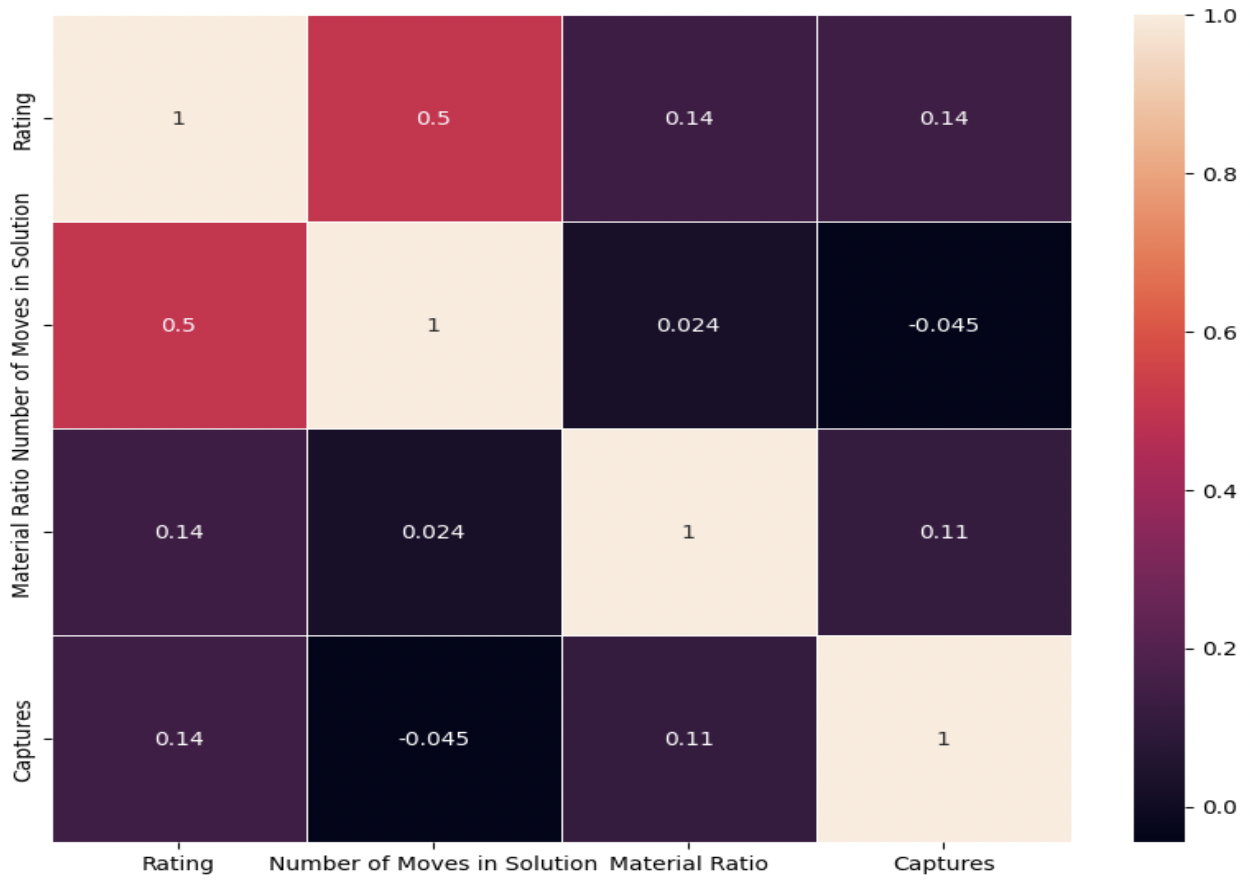 Rating
1
0.5
0.14
0.14
Number of Moves in Solution
0.5
1
0.024
-0.045
Material Ratio
0.14
0.024
1
0.11
Captures
0.14
-0.045
0.11
1
Rating
Number of Moves in Solution
Material Ratio
Captures
1.0
0.8
0.6
0.4
0.2
0.0